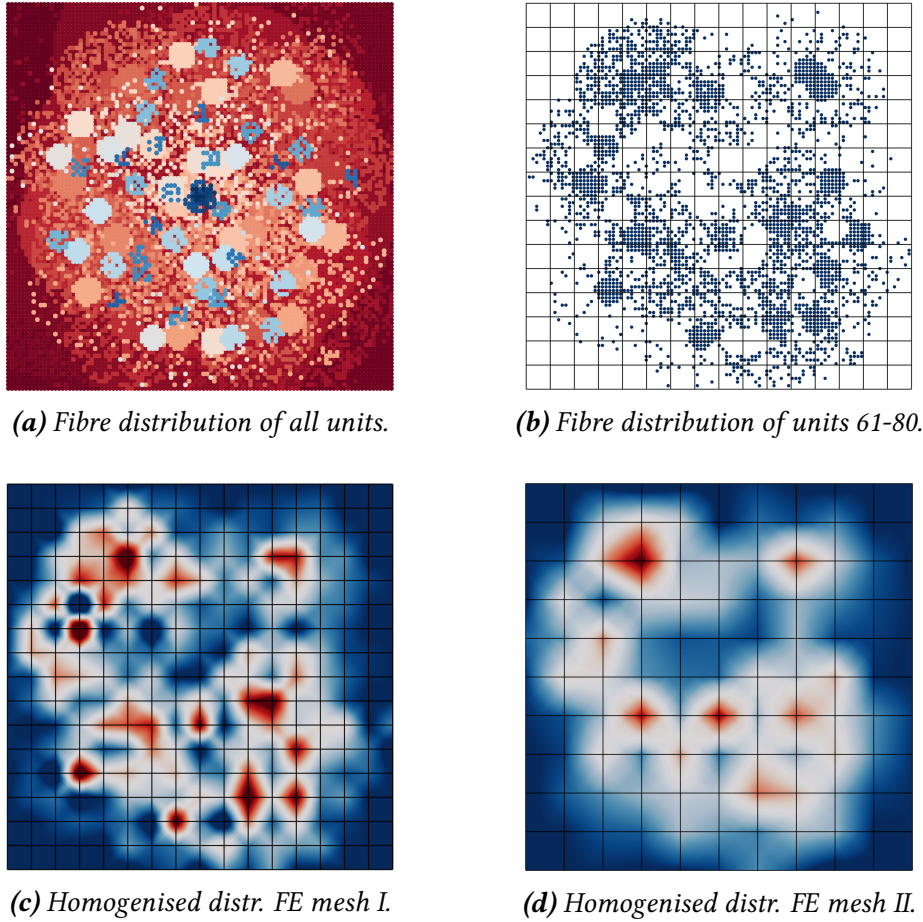 (a) Fibre distribution of all units.
(b) Fibre distribution of units 61-80.
(c) Homogenised distr. FE mesh I.
(d) Homogenised distr. FE mesh II.